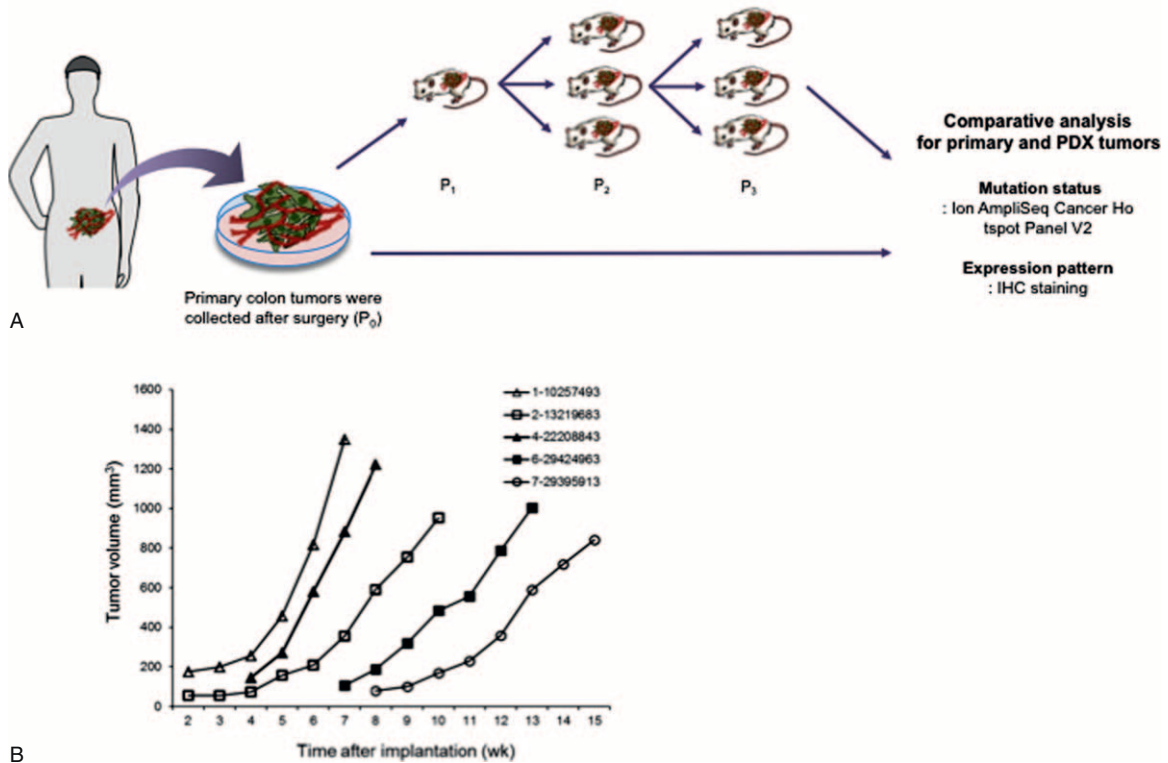 P1
P2
P3
Primary colon tumors were
collected after surgery (P0)
Comparative analysis
for primary and PDX tumors
Mutation status
: Ion AmpliSeq Cancer Ho
tspot Panel V2
Expression pattern
: IHC staining
A
1600
1400
1200
1000
800
600
400
200
0
Tumor volume (mm³)
1-10257493
2-13219683
4-22208843
6-29424963
7-29395913
2 3 4 5 6 7 8 9 10 11 12 13 14 15
Time after implantation (wk)
B